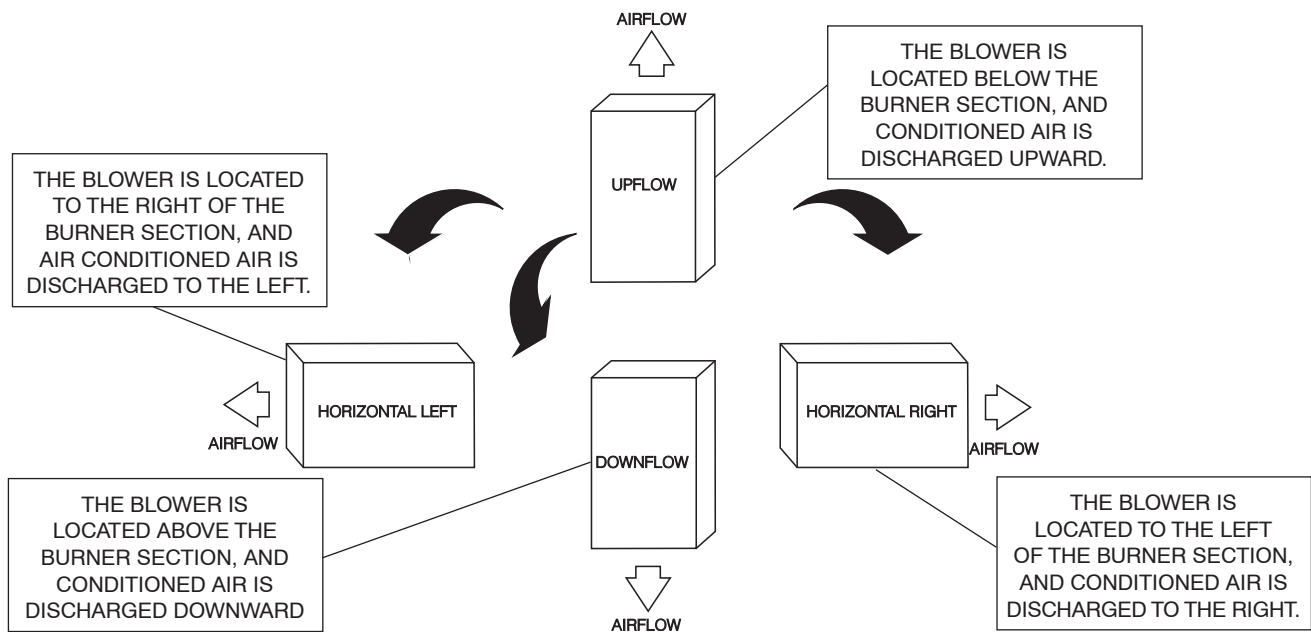 AIRFLOW
THE BLOWER IS
LOCATED BELOW THE
BURNER SECTION, AND
CONDITIONED AIR IS
DISCHARGED UPWARD.
THE BLOWER IS LOCATED
TO THE RIGHT OF THE
BURNER SECTION, AND
AIR CONDITIONED AIR IS
DISCHARGED TO THE LEFT.
UPFLOW
HORIZONTAL LEFT
AIRFLOW
DOWNFLOW
HORIZONTAL RIGHT
AIRFLOW
THE BLOWER IS
LOCATED ABOVE THE
BURNER SECTION, AND
CONDITIONED AIR IS
DISCHARGED DOWNWARD
THE BLOWER IS
LOCATED TO THE LEFT
OF THE BURNER SECTION,
AND CONDITIONED AIR IS
DISCHARGED TO THE RIGHT.
AIRFLOW